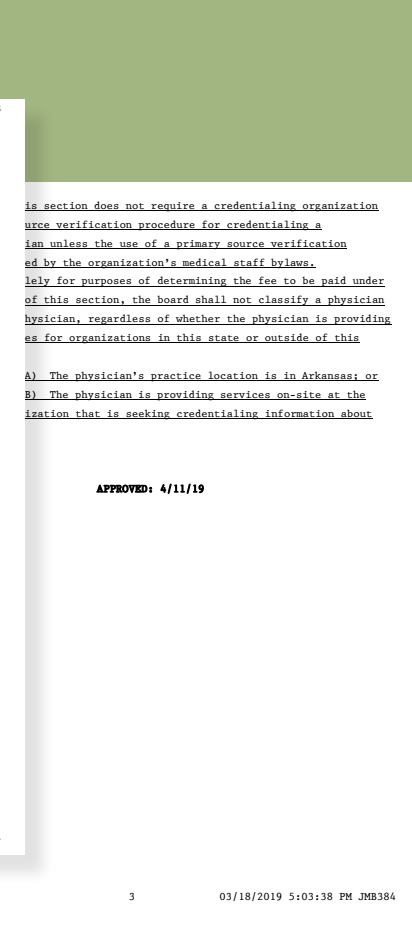 is section does not require a credentialing organization
urce verification procedure for credentialing a
ian unless the use of a primary source verification
ed by the organization's medical staff bylaws.
lely for purposes of determining the fee to be paid under
of this section, the board shall not classify a physician
hysician, regardless of whether the physician is providing
es for organizations in this state or outside of this
A) The physician's practice location is in Arkansas; or
B) The physician is providing services on-site at the
ization that is seeking credentialing information about
APPROVED: 4/11/19
3 03/18/2019 5:03:38 PM JMB384